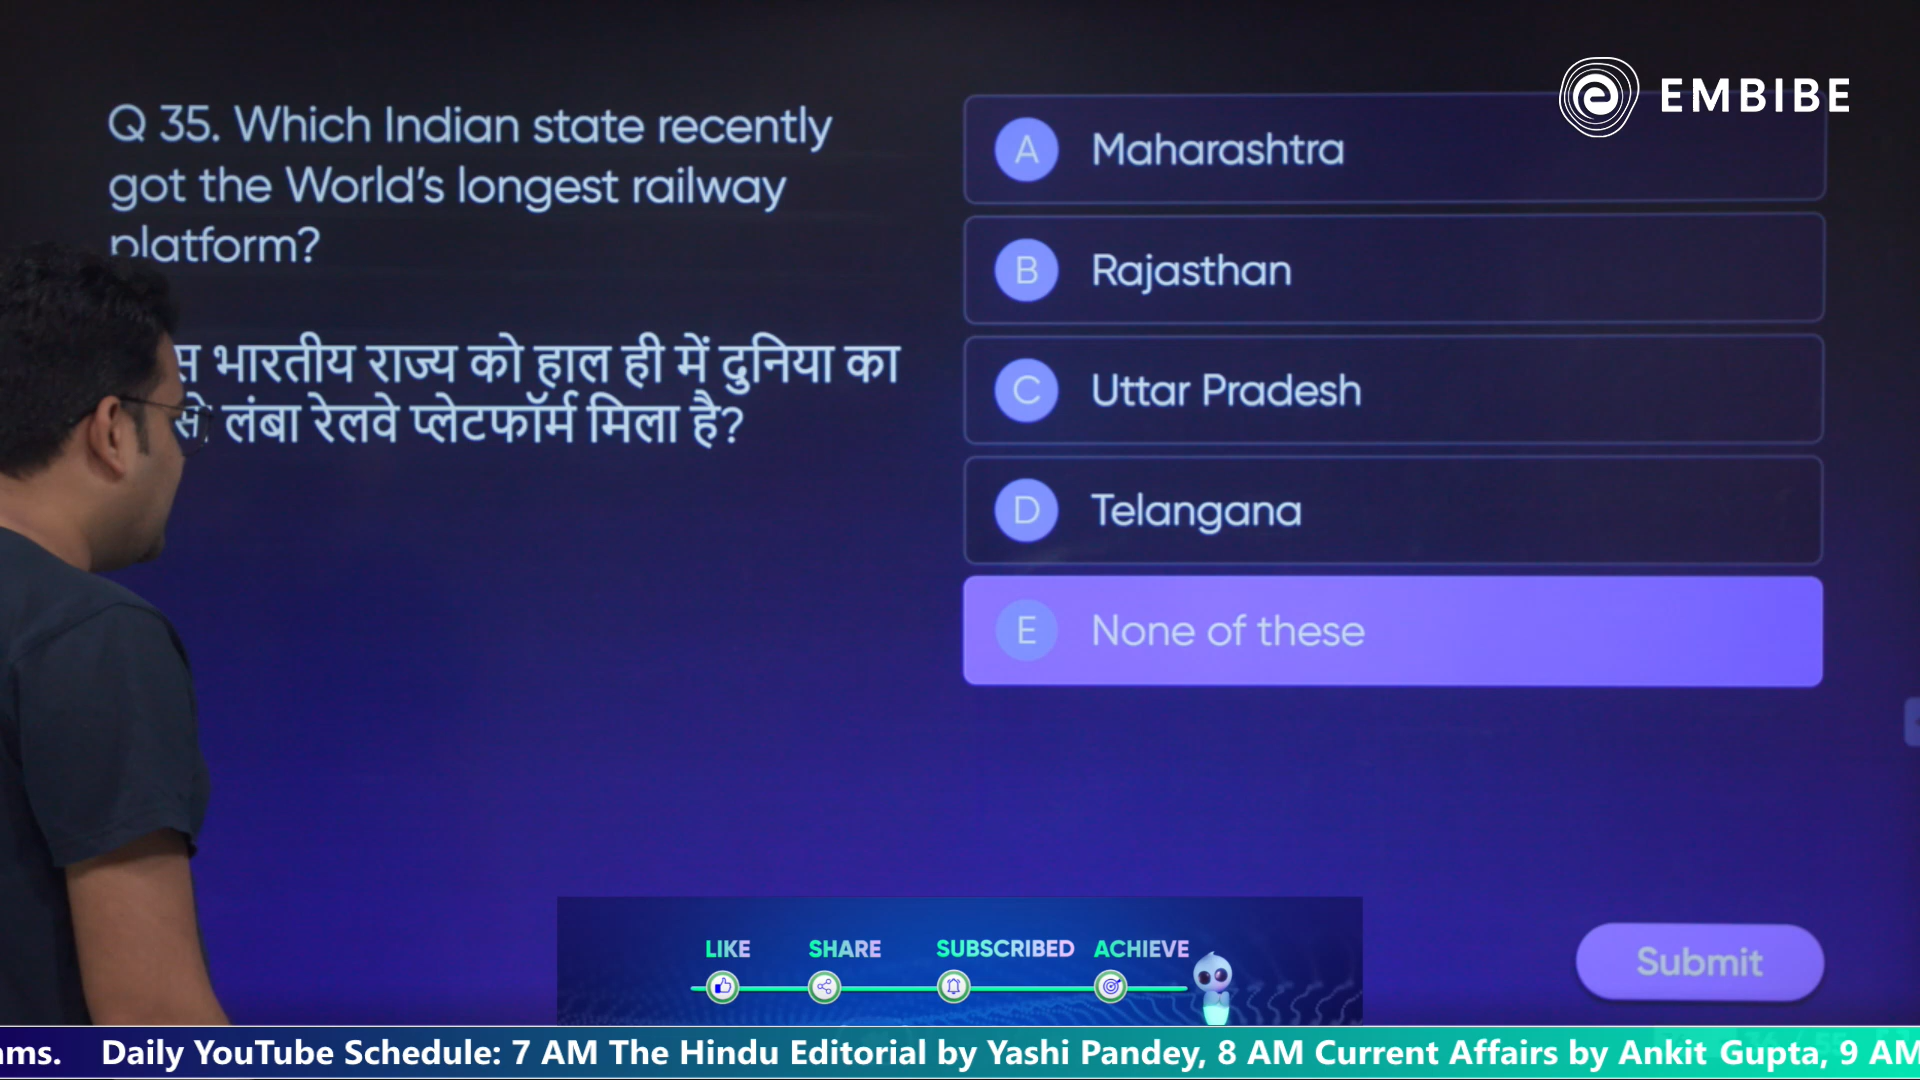 EMBIBE
Q 35. Which Indian state recently
got the World's longest railway
platform?
भारतीय राज्य को हाल ही में दुनिया का
लंबा रेलवे प्लेटफॉर्म मिला है?
A Maharashtra
B Rajasthan
C Uttar Pradesh
D Telangana
E None of these
Submit
LIKE SHARE SUBSCRIBED ACHIEVE
Daily YouTube Schedule: 7 AM The Hindu Editorial by Yashi Pandey, 8 AM Current Affairs by Ankit Gupta, 9 AM